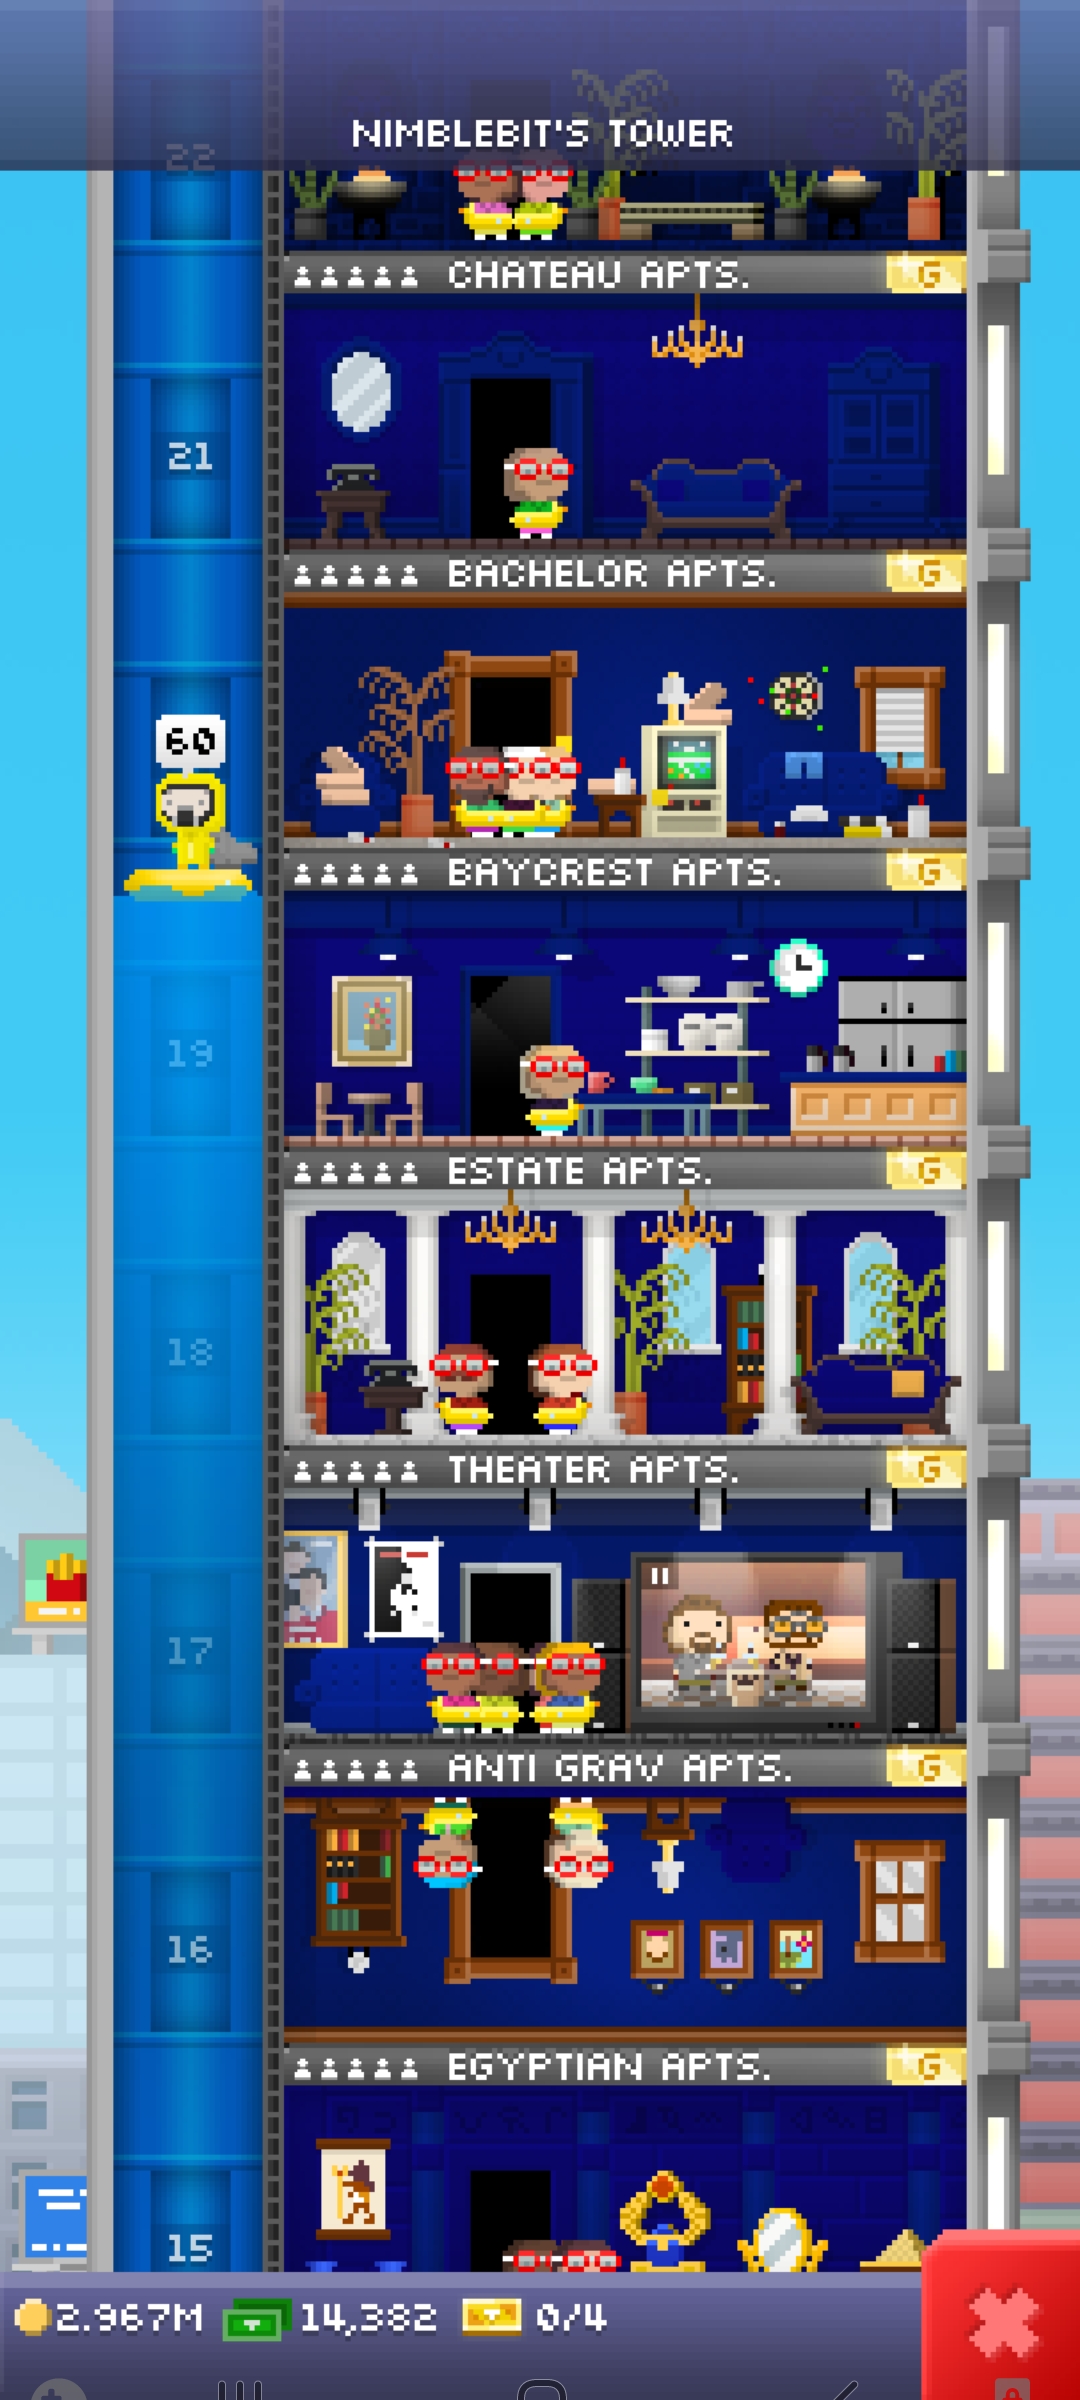 NIMBLEBIT'S TOWER
22
CHATEAU APTS.
G
21
BACHELOR APTS.
G
60
BAYCREST APTS.
G
19
ESTATE APTS.
G
18
THEATER APTS.
G
17
ANTI GRAV APTS.
G
16
EGYPTIAN APTS.
G
15
2.967M 14,382 0/4